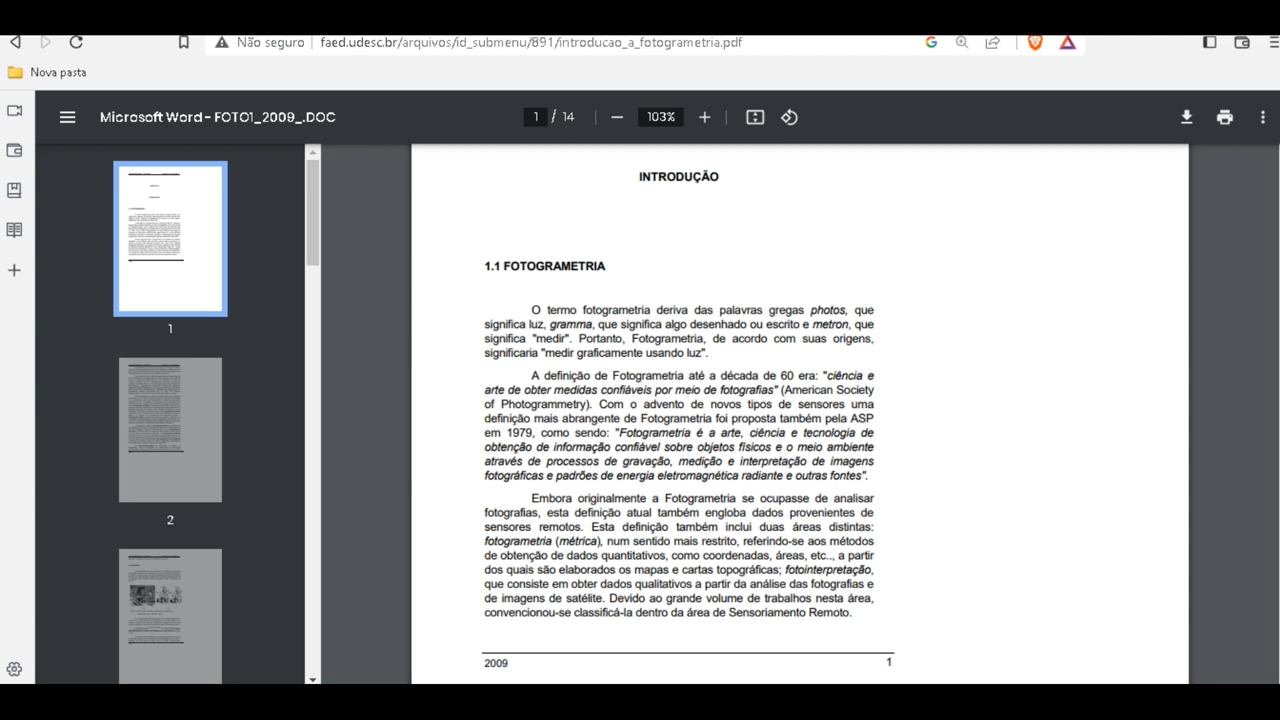 Não seguro faed.udesc.br/arquivos/id_submenu/891/introducao_a_fotogrametria.pdf
Nova pasta
Microsoft Word - FOTO1_2009_.DOC 1 / 14 103%
INTRODUÇÃO
1.1 FOTOGRAMETRIA
O termo fotogrametria deriva das palavras gregas photos, que
significa luz, gramma, que significa algo desenhado ou escrito e metron, que
significa "medir". Portanto, Fotogrametria, de acordo com suas origens,
significaria "medir graficamente usando luz".
A definição de Fotogrametria até a década de 60 era: "ciência e
arte de obter medidas confiáveis por meio de fotografias" (American Society
of Photogrammetry). Com o advento de novos tipos de sensores uma
definição mais abrangente de Fotogrametria foi proposta também pela ASP
em 1979, como sendo: "Fotogrametria é a arte, ciência e tecnologia de
obtenção de informação confiável sobre objetos físicos e o meio ambiente
através de processos de gravação, medição e interpretação de imagens
fotográficas e padrões de energia eletromagnética radiante e outras fontes".
Embora originalmente a Fotogrametria se ocupasse de analisar
fotografias, esta definição atual também engloba dados provenientes de
sensores remotos. Esta definição também inclui duas áreas distintas:
fotogrametria (métrica), num sentido mais restrito, referindo-se aos métodos
de obtenção de dados quantitativos, como coordenadas, áreas, etc.., a partir
dos quais são elaborados os mapas e cartas topográficas; fotointerpretação,
que consiste em obter dados qualitativos a partir da análise das fotografias e
de imagens de satélite. Devido ao grande volume de trabalhos nesta área,
convencionou-se classificá-la dentro da área de Sensoriamento Remoto.
2009 1
1
2